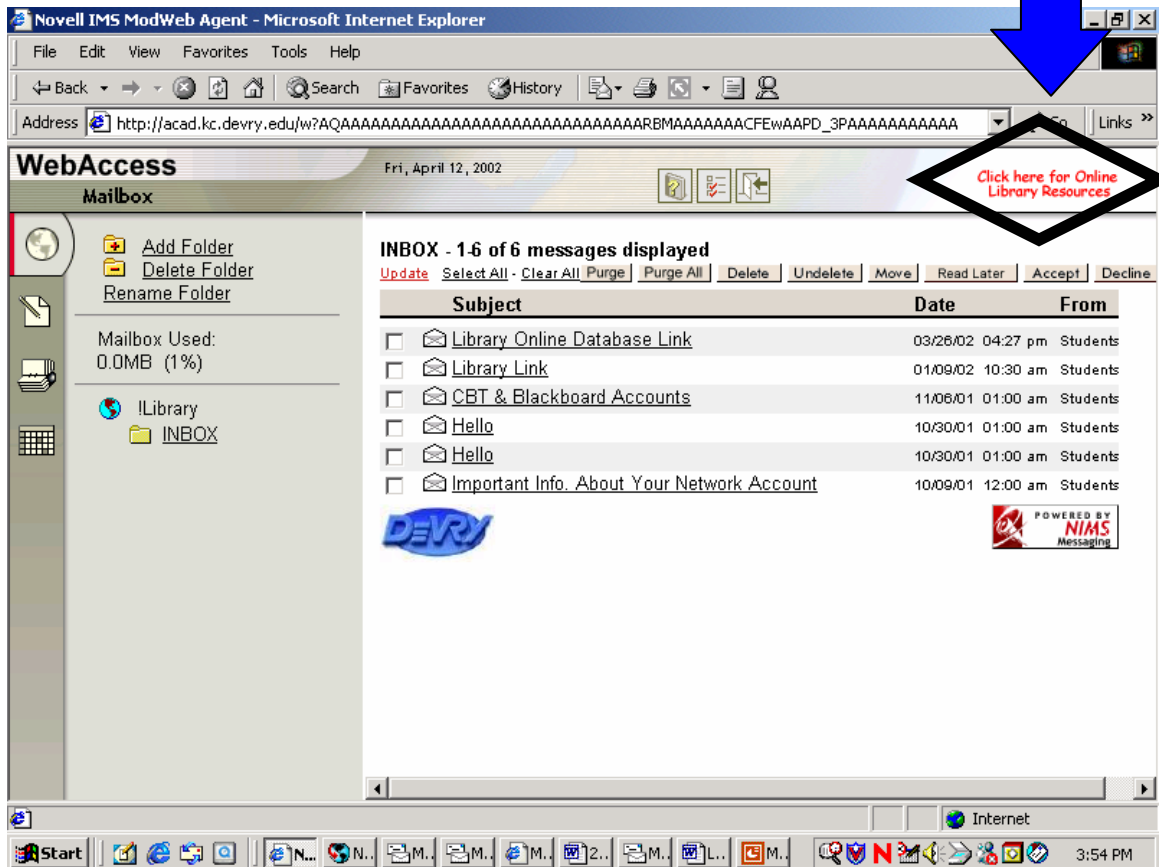 Novell IMS ModWeb Agent - Microsoft Internet Explorer
File Edit View Favorites Tools Help
Back Search Favorites History
Address http://acad.kc.devry.edu/w?AQAAAAAAAAAAAAAAAAAAAAAAAAAAAAAARBMAAAAAAACFEwAAPD_3PAAAAAAAAAAA Links »
WebAccess
Mailbox
Fri, April 12, 2002
Click here for Online
Library Resources
Add Folder
Delete Folder
Rename Folder
Mailbox Used:
0.0MB (1%)
!Library
INBOX
INBOX - 1-6 of 6 messages displayed
Update Select All - Clear All Purge Purge All Delete Undelete Move Read Later Accept Decline
Subject Date From
Library Online Database Link 03/26/02 04:27 pm Students
Library Link 01/09/02 10:30 am Students
CBT & Blackboard Accounts 11/06/01 01:00 am Students
Hello 10/30/01 01:00 am Students
Hello 10/30/01 01:00 am Students
Important Info. About Your Network Account 10/09/01 12:00 am Students
DEVRY
POWERED BY
NIMS
Messaging
Internet
Start N... N.. M.. M.. M.. 2.. M.. L.. M.. N 3:54 PM